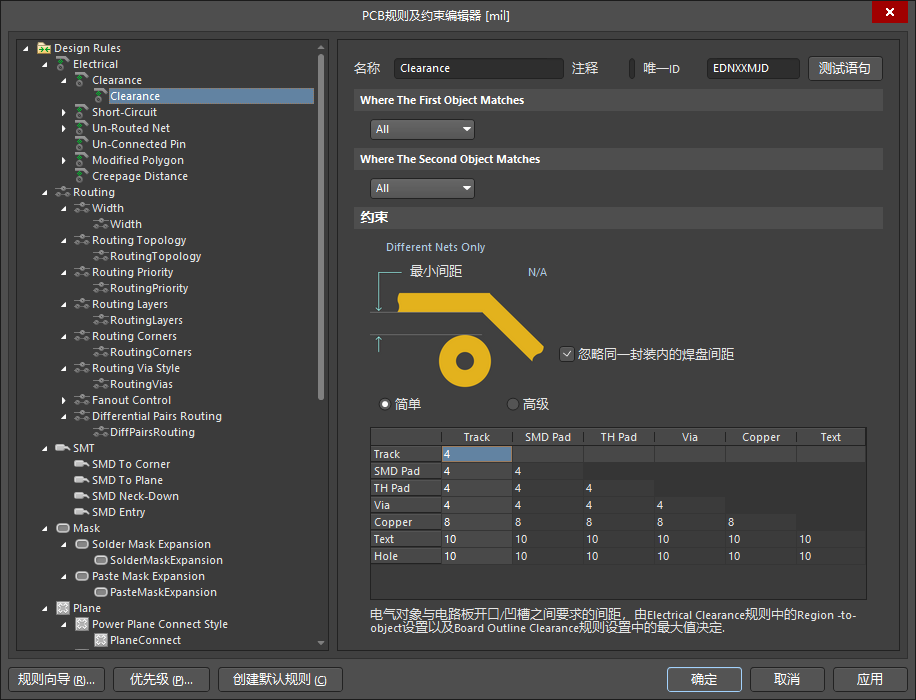 PCB规则及约束编辑器 [mil]
Design Rules
Electrical
Clearance
Clearance
Short-Circuit
Un-Routed Net
Un-Connected Pin
Modified Polygon
Creepage Distance
Routing
Width
Width
Routing Topology
RoutingTopology
Routing Priority
RoutingPriority
Routing Layers
RoutingLayers
Routing Corners
RoutingCorners
Routing Via Style
RoutingVias
Fanout Control
Differential Pairs Routing
DiffPairsRouting
SMT
SMD To Corner
SMD To Plane
SMD Neck-Down
SMD Entry
Mask
Solder Mask Expansion
SolderMaskExpansion
Paste Mask Expansion
PasteMaskExpansion
Plane
Power Plane Connect Style
PlaneConnect
名称 Clearance 注释 唯一ID EDNXXMJD 测试语句
Where The First Object Matches
All
Where The Second Object Matches
All
约束
Different Nets Only
最小间距 N/A
忽略同一封装内的焊盘间距
简单 高级
Track SMD Pad TH Pad Via Copper Text
Track 4
SMD Pad 4 4
TH Pad 4 4 4
Via 4 4 4 4
Copper 8 8 8 8 8
Text 10 10 10 10 10 10
Hole 10 10 10 10 10 10
电气对象与电路板开口/凹槽之间要求的间距，由Electrical Clearance规则中的Region -to-
object设置以及Board Outline Clearance规则设置中的最大值决定.
规则向导 (R)... 优先级 (P)... 创建默认规则 (C) 确定 取消 应用